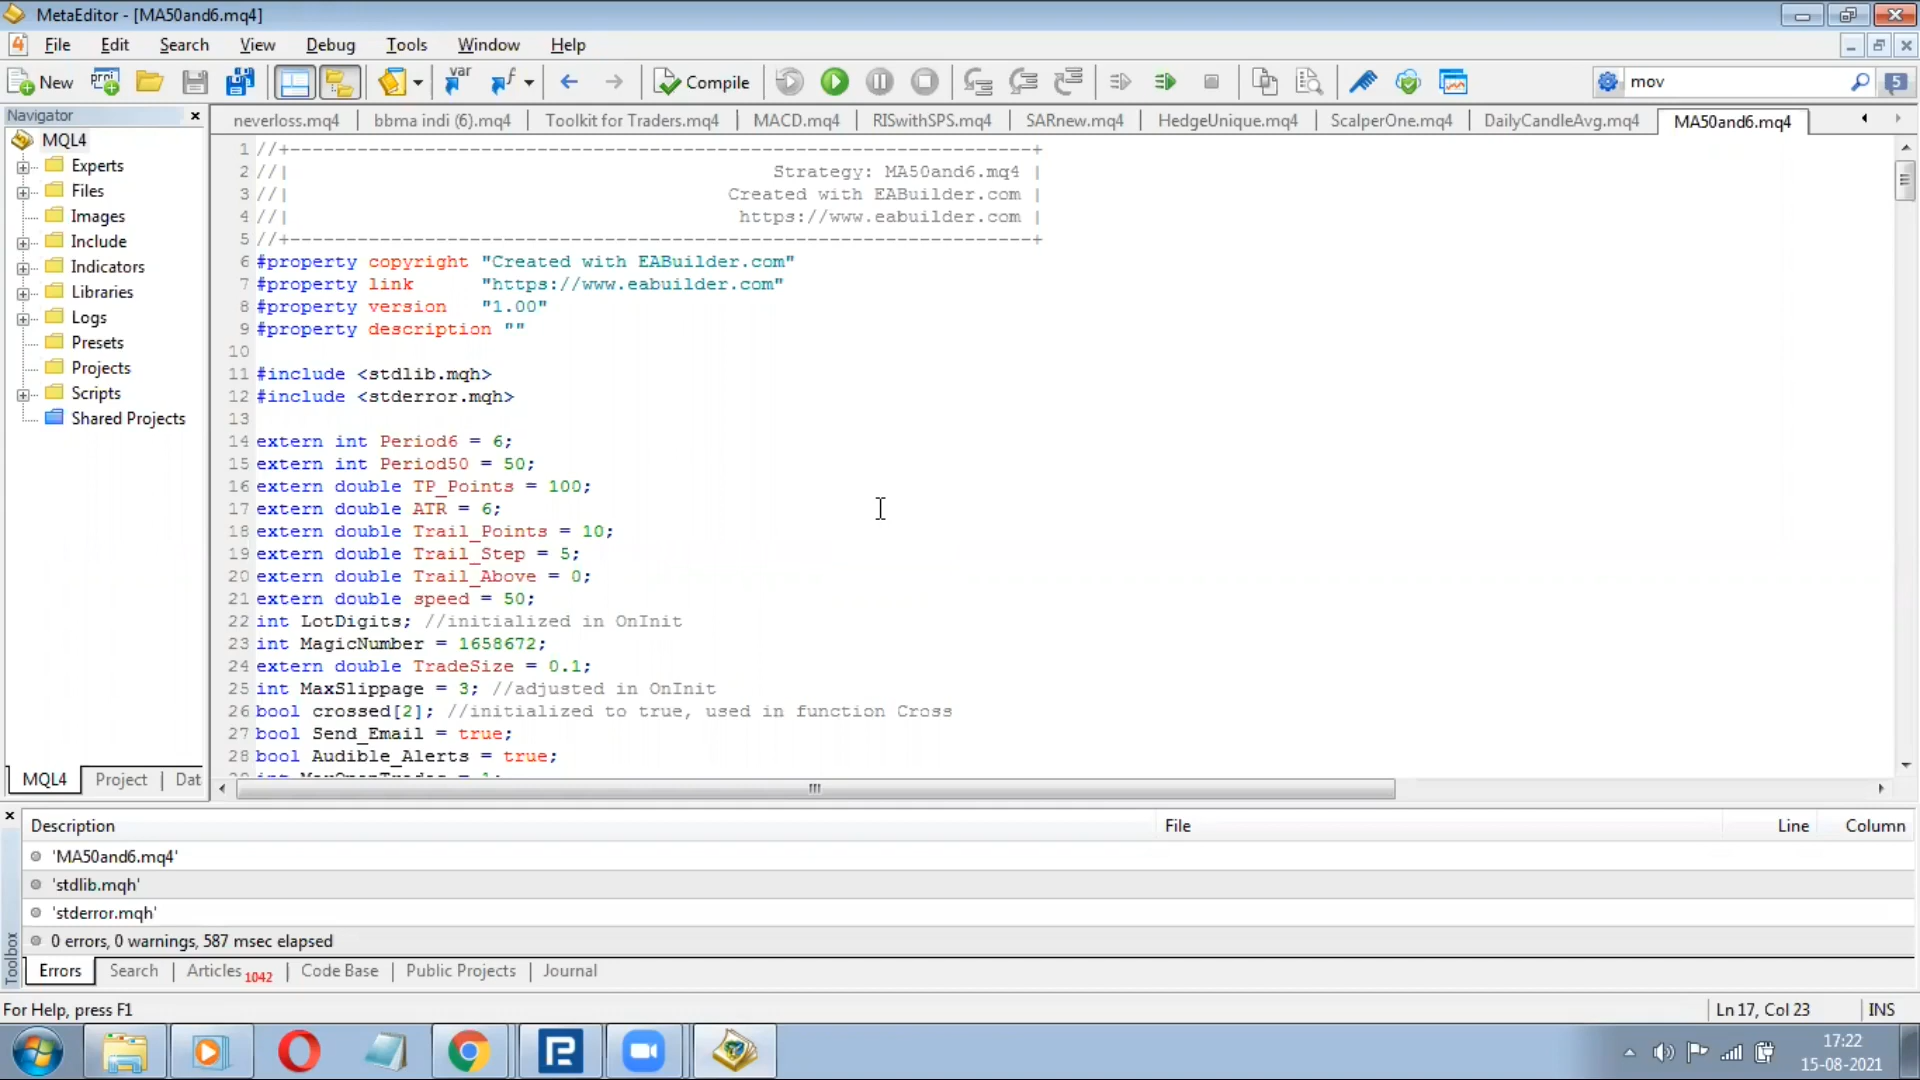 MetaEditor - [MA50and6.mq4]
File Edit Search View Debug Tools Window Help
New var f Compile mov 5
Navigator
neverloss.mq4 bbma indi (6).mq4 Toolkit for Traders.mq4 MACD.mq4 RISwithSPS.mq4 SARnew.mq4 HedgeUnique.mq4 ScalperOne.mq4 DailyCandleAvg.mq4 MA50and6.mq4
MQL4
Experts
Files
Images
Include
Indicators
Libraries
Logs
Presets
Projects
Scripts
Shared Projects
MQL4 Project Dat
1 //+------------------------------------------------------------------+
2 //| Strategy: MA50and6.mq4 |
3 //| Created with EABuilder.com |
4 //| https://www.eabuilder.com |
5 //+------------------------------------------------------------------+
6 #property copyright "Created with EABuilder.com"
7 #property link "https://www.eabuilder.com"
8 #property version "1.00"
9 #property description ""
10
11 #include <stdlib.mqh>
12 #include <stderror.mqh>
13
14 extern int Period6 = 6;
15 extern int Period50 = 50;
16 extern double TP_Points = 100;
17 extern double ATR = 6;
18 extern double Trail_Points = 10;
19 extern double Trail_Step = 5;
20 extern double Trail_Above = 0;
21 extern double speed = 50;
22 int LotDigits; //initialized in OnInit
23 int MagicNumber = 1658672;
24 extern double TradeSize = 0.1;
25 int MaxSlippage = 3; //adjusted in OnInit
26 bool crossed[2]; //initialized to true, used in function Cross
27 bool Send_Email = true;
28 bool Audible_Alerts = true;
Description File Line Column
'MA50and6.mq4'
'stdlib.mqh'
'stderror.mqh'
0 errors, 0 warnings, 587 msec elapsed
Toolbox
Errors Search Articles 1042 Code Base Public Projects Journal
For Help, press F1 Ln 17, Col 23 INS
17:22
15-08-2021